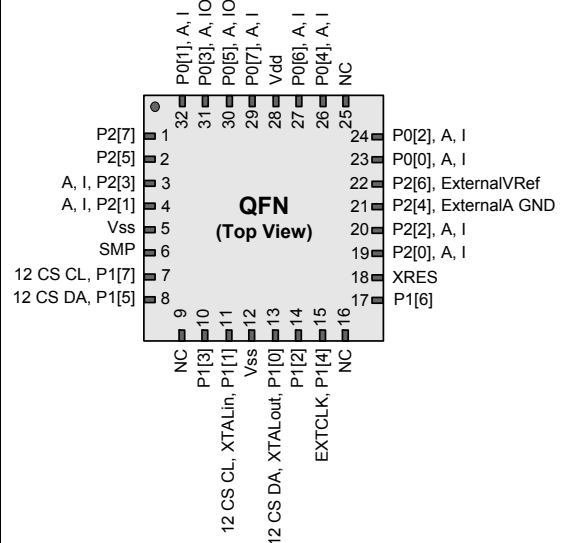 P0[1], A, I
P0[3], A, IO
P0[5], A, IO
P0[7], A, I
Vdd
P0[6], A, I
P0[4], A, I
NC
32
31
30
29
28
27
26
25
P2[7] 1
P2[5] 2
A, I, P2[3] 3
A, I, P2[1] 4
Vss 5
SMP 6
12 CS CL, P1[7] 7
12 CS DA, P1[5] 8
QFN
(Top View)
24 P0[2], A, I
23 P0[0], A, I
22 P2[6], ExternalVRef
21 P2[4], ExternalA GND
20 P2[2], A, I
19 P2[0], A, I
18 XRES
17 P1[6]
9
10
11
12
13
14
15
16
NC
P1[3]
12 CS CL, XTALin, P1[1]
Vss
12 CS DA, XTALout, P1[0]
P1[2]
EXTCLK, P1[4]
NC